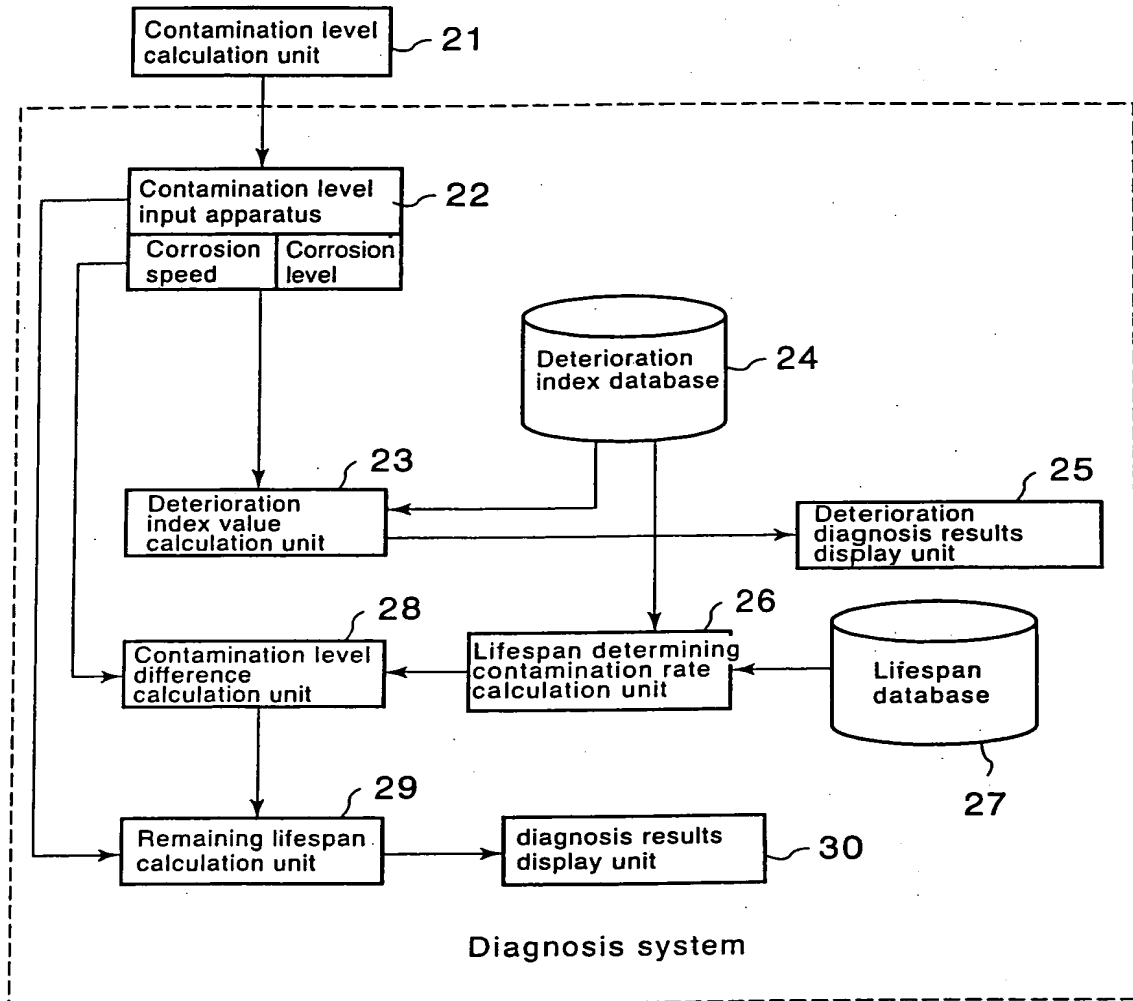 Contamination level
calculation unit
21
Contamination level
input apparatus
22
Corrosion
speed
Corrosion
level
Deterioration
index database
24
23
Deterioration
index value
calculation unit
25
Deterioration
diagnosis results
display unit
28
Contamination level
difference
calculation unit
26
Lifespan determining
contamination rate
calculation unit
Lifespan
database
27
29
Remaining lifespan
calculation unit
diagnosis results
display unit
30
Diagnosis system